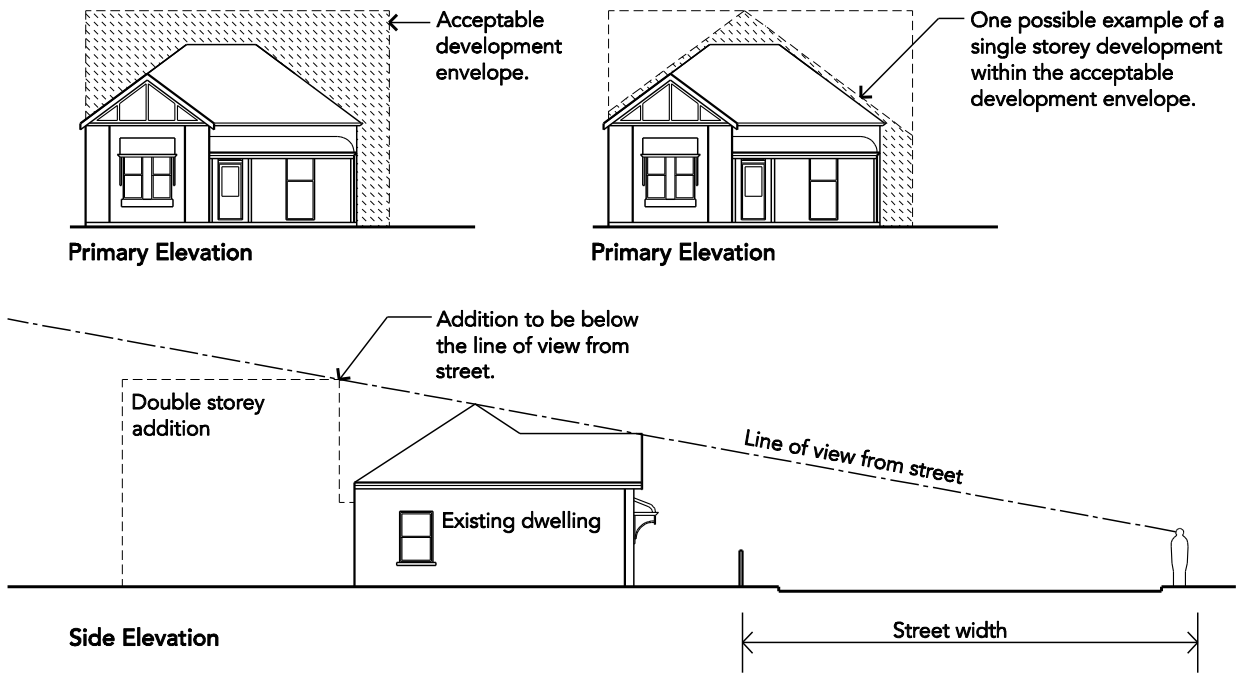 Acceptable
development
envelope.
One possible example of a
single storey development
within the acceptable
development envelope.
Primary Elevation
Primary Elevation
Addition to be below
the line of view from
street.
Double storey
addition
Line of view from street
Existing dwelling
Side Elevation
Street width